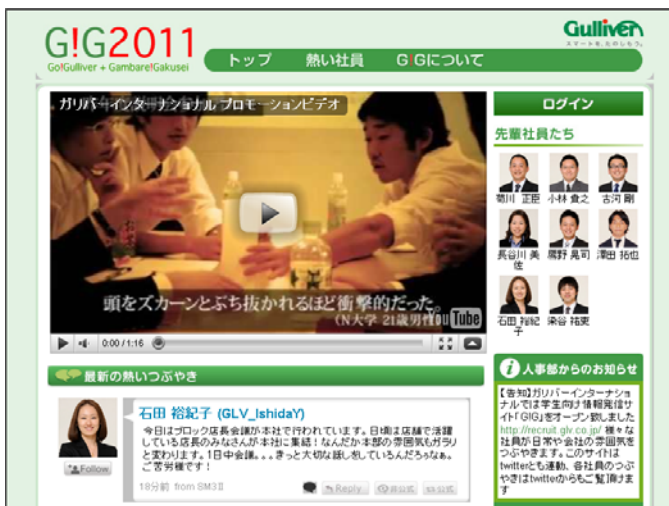 G!G2011
Go!Gulliver + Gambare!Gakusei
Gulliver
スマートを、たのしもう。
トップ
熱い社員
G!Gについて
ガリバーインターナショナル プロモーションビデオ
頭をズカーンとぶち抜かれるほど衝撃的だった。
(N大学 21歳男性)
You Tube
0:00 / 1:16
ログイン
先輩社員たち
菊川 正臣
小林 貴之
古河 剛
長谷川 美佐
鷹野 晃司
澤田 拓也
石田 裕紀子
染谷 祐吏
最新の熱いつぶやき
石田 裕紀子 (GLV_IshidaY)
今日はブロック店長会議が本社で行われています。日頃は店舗で活躍
している店長のみなさんが本社に集結！なんだか本部の雰囲気もガラリ
と変わります。1日中会議。。。きっと大切な話しをしているんだろぅなぁ。
ご苦労様です！
Follow
18分前 from SM3II
Reply
非公式
公式
人事部からのお知らせ
【告知】ガリバーインターナショ
ナルでは学生向け情報発信サ
イト「GIG」をオープン致しました
http://recruit.glv.co.jp/ 様々な
社員が日常や会社の雰囲気を
つぶやきます。このサイトは
twitterとも連動、各社員のつぶ
やきはtwitterからもご覧頂けま
す